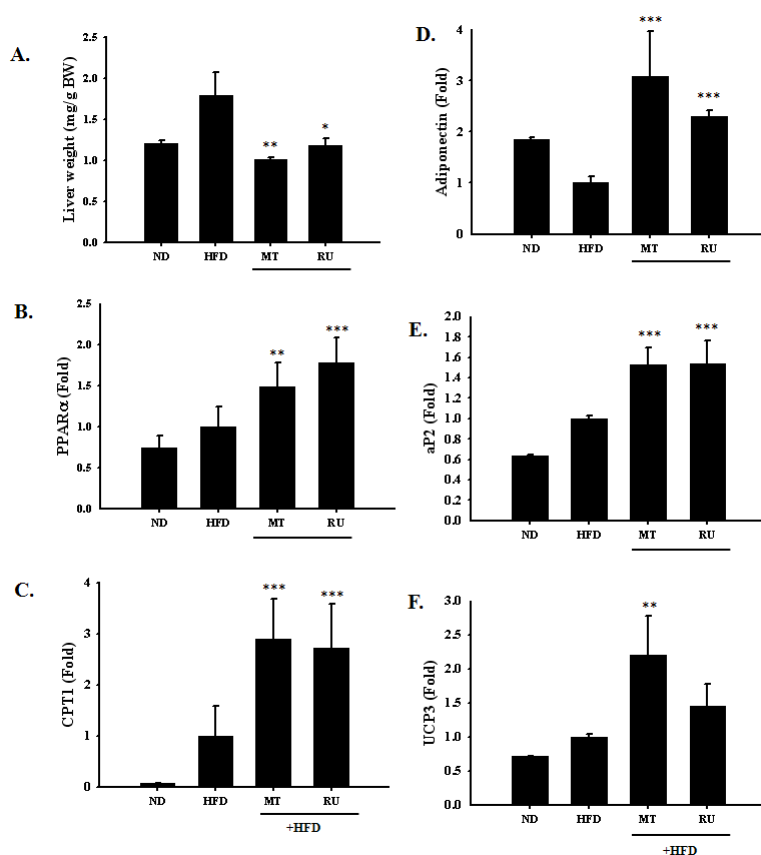 A.
Liver weight (mg/g BW)
2.5
2.0
1.5
1.0
0.5
0.0
**
*
ND HFD MT RU
B.
PPARα (Fold)
2.5
2.0
1.5
1.0
0.5
0.0
**
***
ND HFD MT RU
C.
CPT1 (Fold)
4
3
2
1
0
***
***
ND HFD MT RU
+HFD
D.
Adiponectin (Fold)
4
3
2
1
0
***
***
ND HFD MT RU
E.
aP2 (Fold)
2.0
1.8
1.6
1.4
1.2
1.0
0.8
0.6
0.4
0.2
0.0
***
***
ND HFD MT RU
F.
UCP3 (Fold)
3.0
2.5
2.0
1.5
1.0
0.5
0.0
**
ND HFD MT RU
+HFD